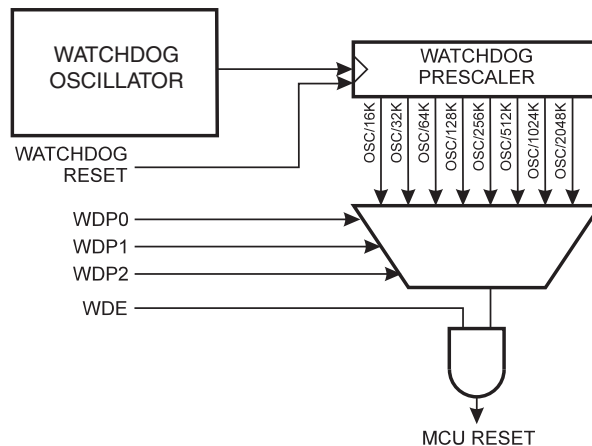 WATCHDOG
OSCILLATOR
WATCHDOG
PRESCALER
OSC/16K
OSC/32K
OSC/64K
OSC/128K
OSC/256K
OSC/512K
OSC/1024K
OSC/2048K
WATCHDOG
RESET
WDP0
WDP1
WDP2
WDE
MCU RESET